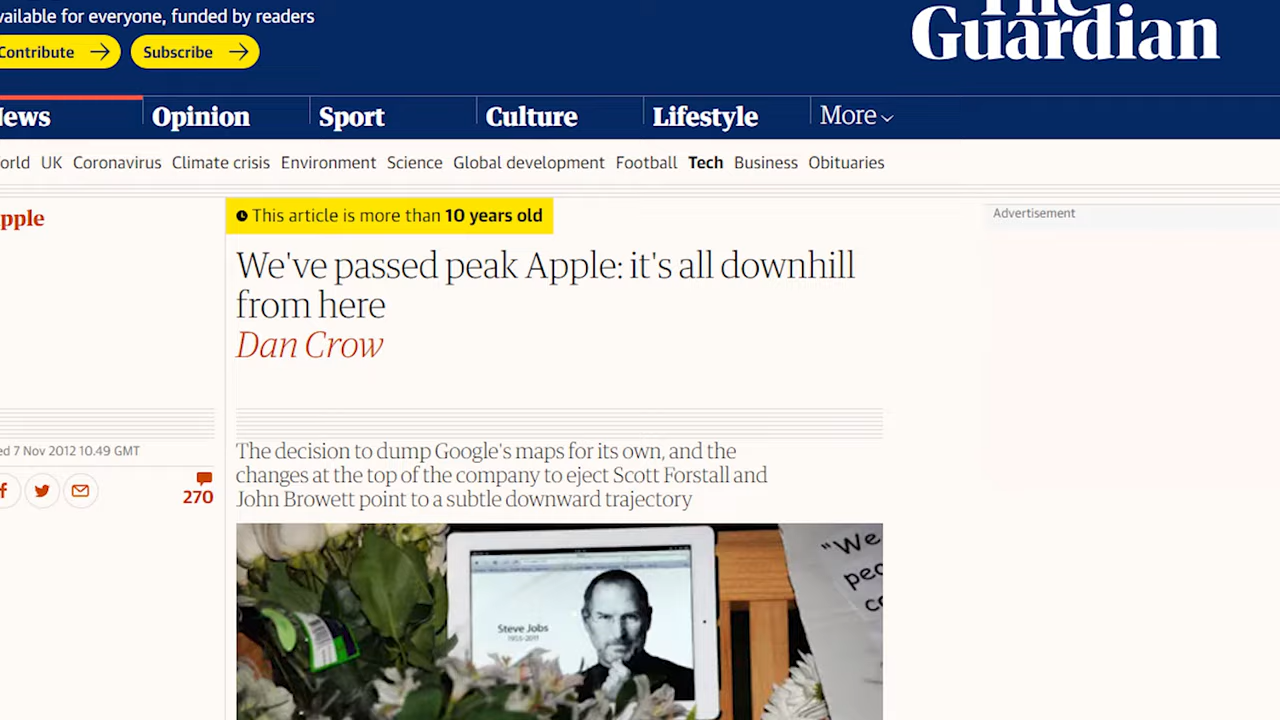 vailable for everyone, funded by readers
Contribute
Subscribe
The
Guardian
News
Opinion
Sport
Culture
Lifestyle
More
orld
UK
Coronavirus
Climate crisis
Environment
Science
Global development
Football
Tech
Business
Obituaries
pple
This article is more than 10 years old
Advertisement
We've passed peak Apple: it's all downhill
from here
Dan Crow
ed 7 Nov 2012 10.49 GMT
270
The decision to dump Google's maps for its own, and the
changes at the top of the company to eject Scott Forstall and
John Browett point to a subtle downward trajectory
Steve Jobs
1955-2011
"We